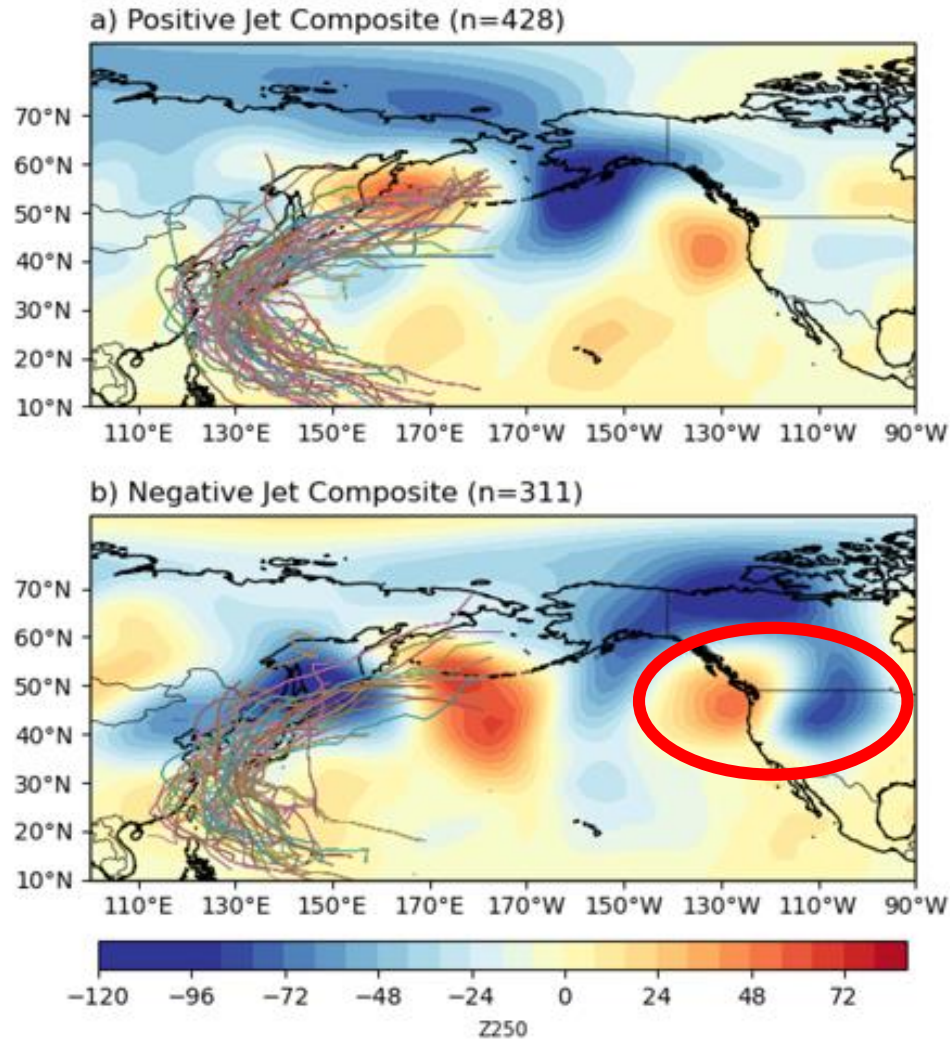 a) Positive Jet Composite (n=428)
70°N
60°N
50°N
40°N
30°N
20°N
10°N
110°E 130°E 150°E 170°E 170°W 150°W 130°W 110°W 90°W
b) Negative Jet Composite (n=311)
70°N
60°N
50°N
40°N
30°N
20°N
10°N
110°E 130°E 150°E 170°E 170°W 150°W 130°W 110°W 90°W
−120 −96 −72 −48 −24 0 24 48 72
Z250